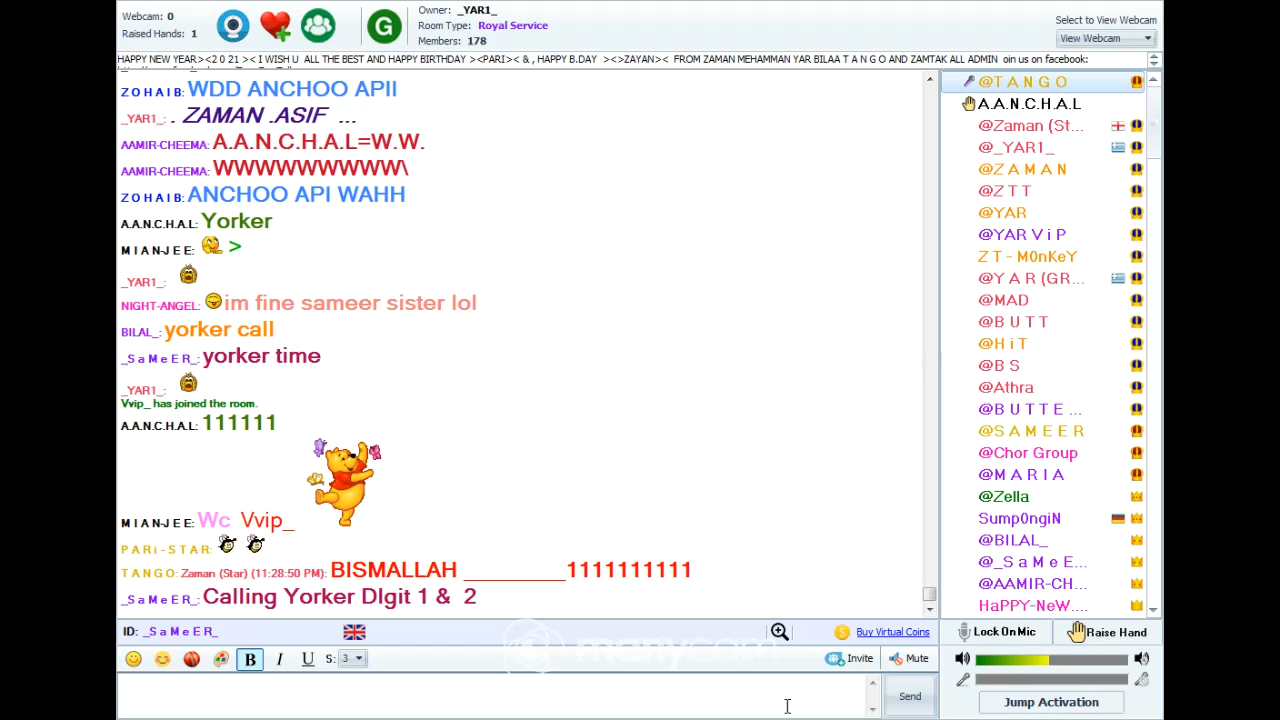 Webcam: 0
Raised Hands: 1
G
Owner: _YAR1_
Room Type: Royal Service
Members: 178
Select to View Webcam
View Webcam
HAPPY NEW YEAR><2 0 21 >< I WISH U ALL THE BEST AND HAPPY BIRTHDAY ><PARI>< & , HAPPY B.DAY ><>ZAYAN>< FROM ZAMAN MEHAMMAN YAR BILAA T A N G O AND ZAMTAK ALL ADMIN oin us on facebook:
Z O H A I B: WDD ANCHOO APII
_YAR1_: . ZAMAN .ASIF ...
AAMIR-CHEEMA: A.A.N.C.H.A.L=W.W.
AAMIR-CHEEMA: WWWWWWWWW\
Z O H A I B: ANCHOO API WAHH
A.A.N.C.H.A.L: Yorker
M I A N-J E E: >
_YAR1_:
NIGHT-ANGEL: im fine sameer sister lol
BILAL_: yorker call
_S a M e E R_: yorker time
_YAR1_:
Vvip_ has joined the room.
A.A.N.C.H.A.L: 111111
M I A N-J E E: Wc Vvip_
P A R i - S T A R:
T A N G O: Zaman (Star) (11:28:50 PM): BISMALLAH _________1111111111
_S a M e E R_: Calling Yorker DIgit 1 & 2
@T A N G O
A.A.N.C.H.A.L
@Zaman (St...
@_YAR1_
@Z A M A N
@Z T T
@YAR
@YAR V i P
Z T - M0nKeY
@Y A R (GR...
@MAD
@B U T T
@H i T
@B S
@Athra
@B U T T E ...
@S A M E E R
@Chor Group
@M A R I A
@Zella
Sump0ngiN
@BILAL_
@_S a M e E...
@AAMIR-CH...
HaPPY-NeW....
ID: _S a M e E R_
Buy Virtual Coins
Lock On Mic
Raise Hand
B I U S: 3
Invite
Mute
manycam
Send
Jump Activation